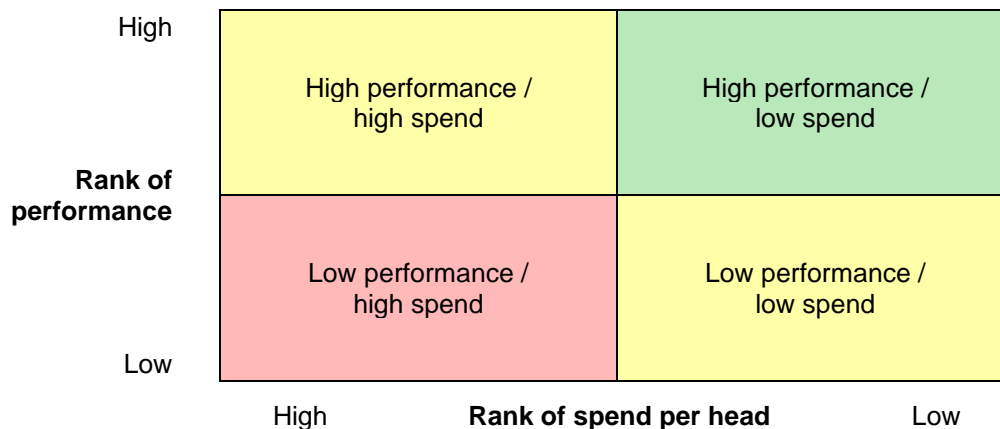 High
High performance /
high spend
High performance /
low spend
Rank of
performance
Low performance /
high spend
Low performance /
low spend
Low
High
Rank of spend per head
Low